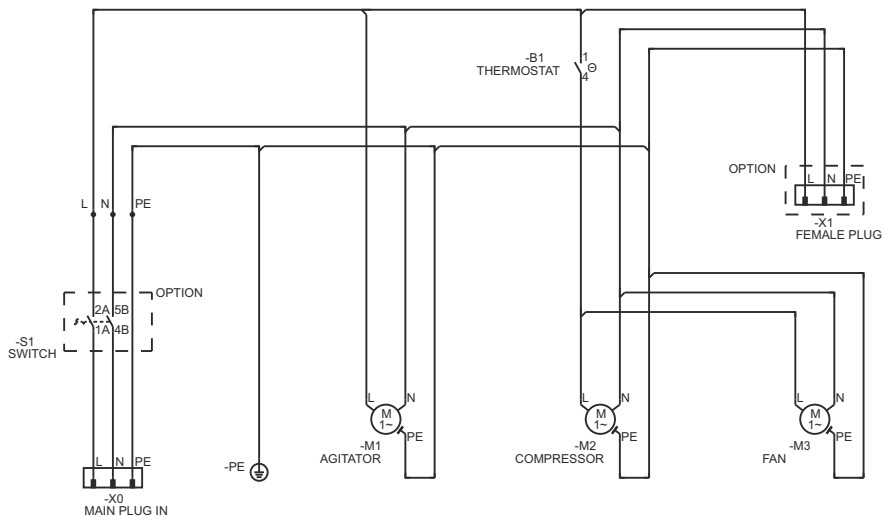 -B1
THERMOSTAT
1
4
OPTION
L N PE
-X1
FEMALE PLUG
L N PE
OPTION
2A 5B
1A 4B
-S1
SWITCH
L N
M
1~
PE
-M1
AGITATOR
L N
M
1~
PE
-M2
COMPRESSOR
L N
M
1~
PE
-M3
FAN
-PE
L N PE
-X0
MAIN PLUG IN